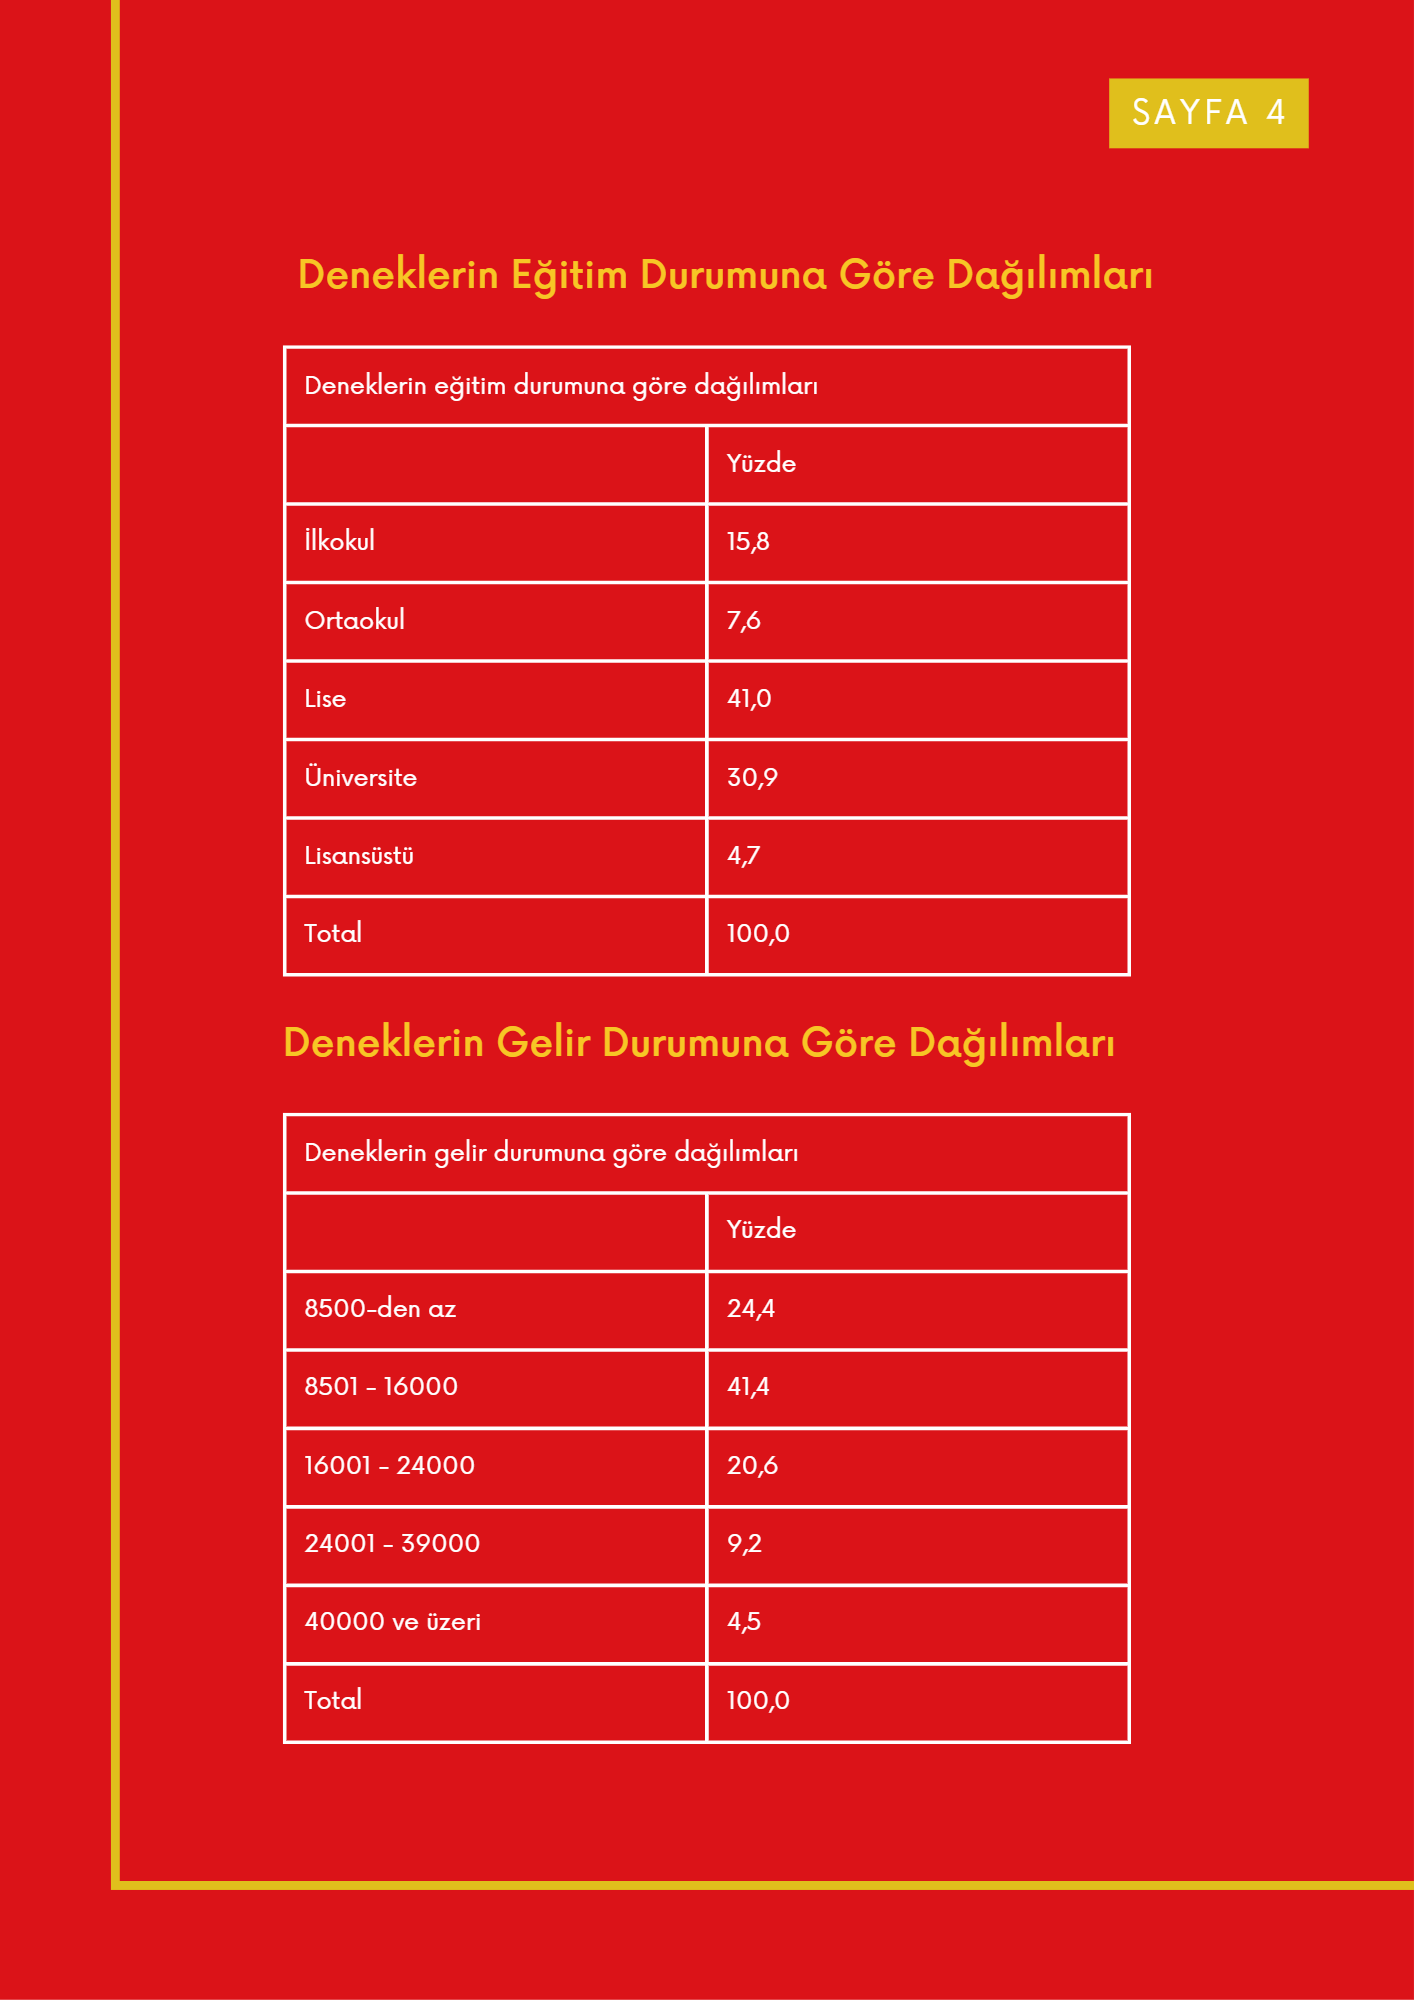 SAYFA 4
Deneklerin Eğitim Durumuna Göre Dağılımları
Deneklerin eğitim durumuna göre dağılımları
Yüzde
İlkokul 15,8
Ortaokul 7,6
Lise 41,0
Üniversite 30,9
Lisansüstü 4,7
Total 100,0
Deneklerin Gelir Durumuna Göre Dağılımları
Deneklerin gelir durumuna göre dağılımları
Yüzde
8500-den az 24,4
8501 - 16000 41,4
16001 - 24000 20,6
24001 - 39000 9,2
40000 ve üzeri 4,5
Total 100,0